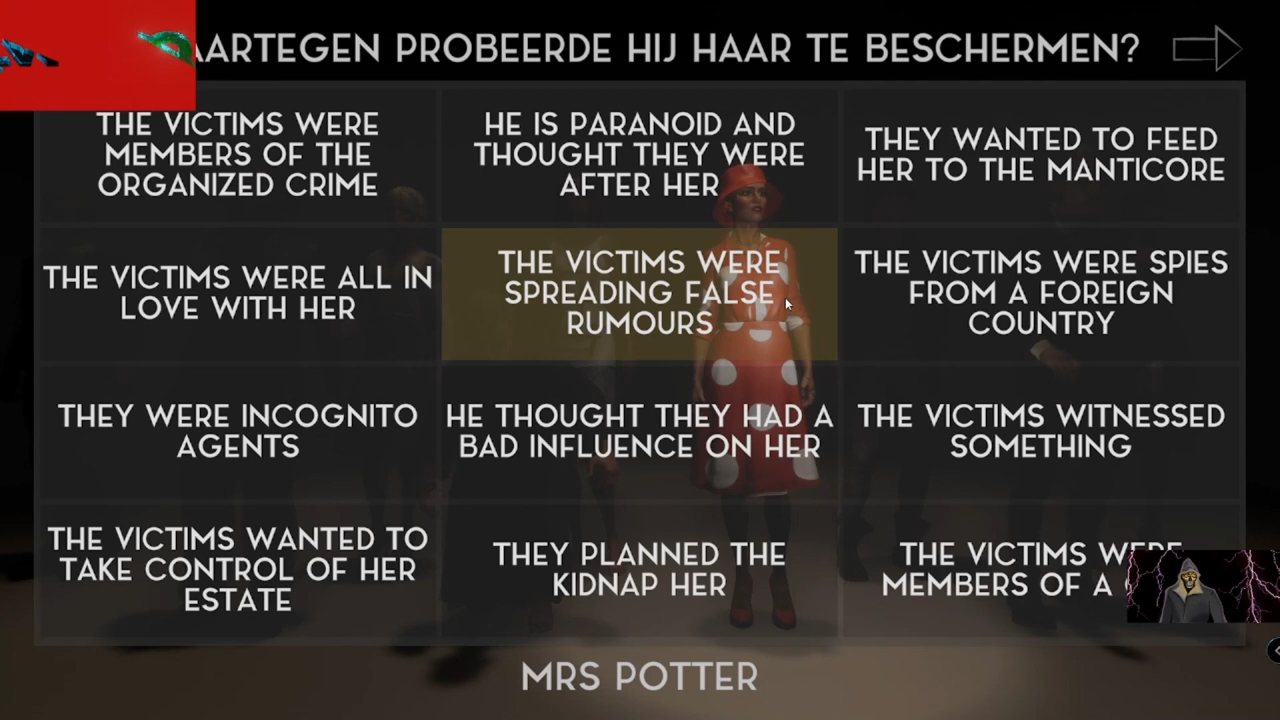 AARTEGEN PROBEERDE HIJ HAAR TE BESCHERMEN?
THE VICTIMS WERE
MEMBERS OF THE
ORGANIZED CRIME
HE IS PARANOID AND
THOUGHT THEY WERE
AFTER HER
THEY WANTED TO FEED
HER TO THE MANTICORE
THE VICTIMS WERE ALL IN
LOVE WITH HER
THE VICTIMS WERE
SPREADING FALSE
RUMOURS
THE VICTIMS WERE SPIES
FROM A FOREIGN
COUNTRY
THEY WERE INCOGNITO
AGENTS
HE THOUGHT THEY HAD A
BAD INFLUENCE ON HER
THE VICTIMS WITNESSED
SOMETHING
THE VICTIMS WANTED TO
TAKE CONTROL OF HER
ESTATE
THEY PLANNED THE
KIDNAP HER
THE VICTIMS WERE
MEMBERS OF A
MRS POTTER